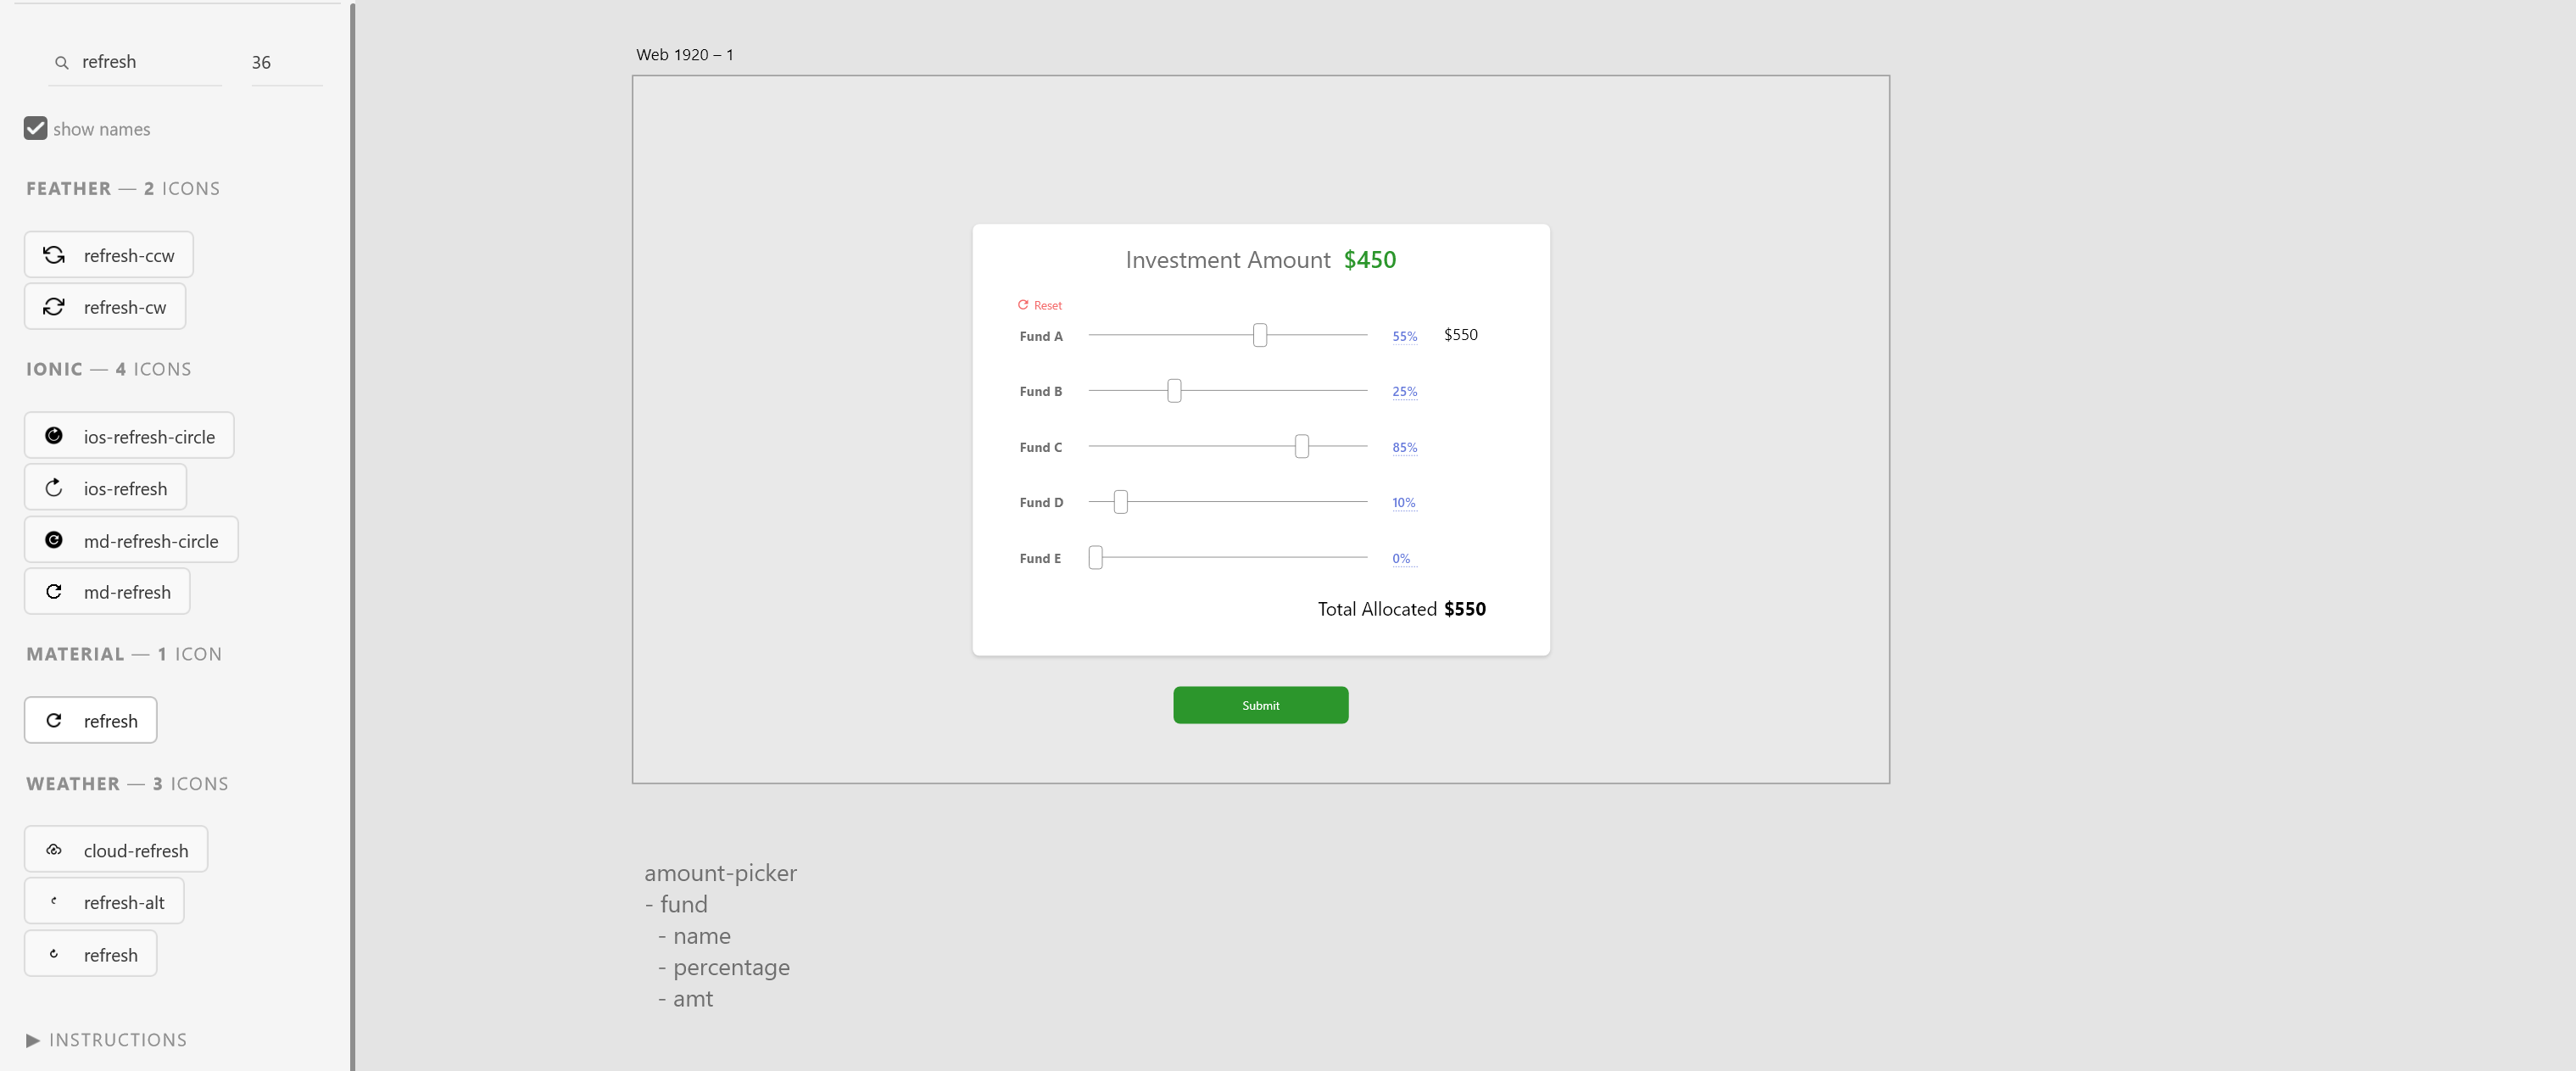 refresh 36
show names
FEATHER — 2 ICONS
refresh-ccw
refresh-cw
IONIC — 4 ICONS
ios-refresh-circle
ios-refresh
md-refresh-circle
md-refresh
MATERIAL — 1 ICON
refresh
WEATHER — 3 ICONS
cloud-refresh
refresh-alt
refresh
▶ INSTRUCTIONS
Web 1920 – 1
Investment Amount $450
Reset
Fund A 55% $550
Fund B 25%
Fund C 85%
Fund D 10%
Fund E 0%
Total Allocated $550
Submit
amount-picker
- fund
- name
- percentage
- amt